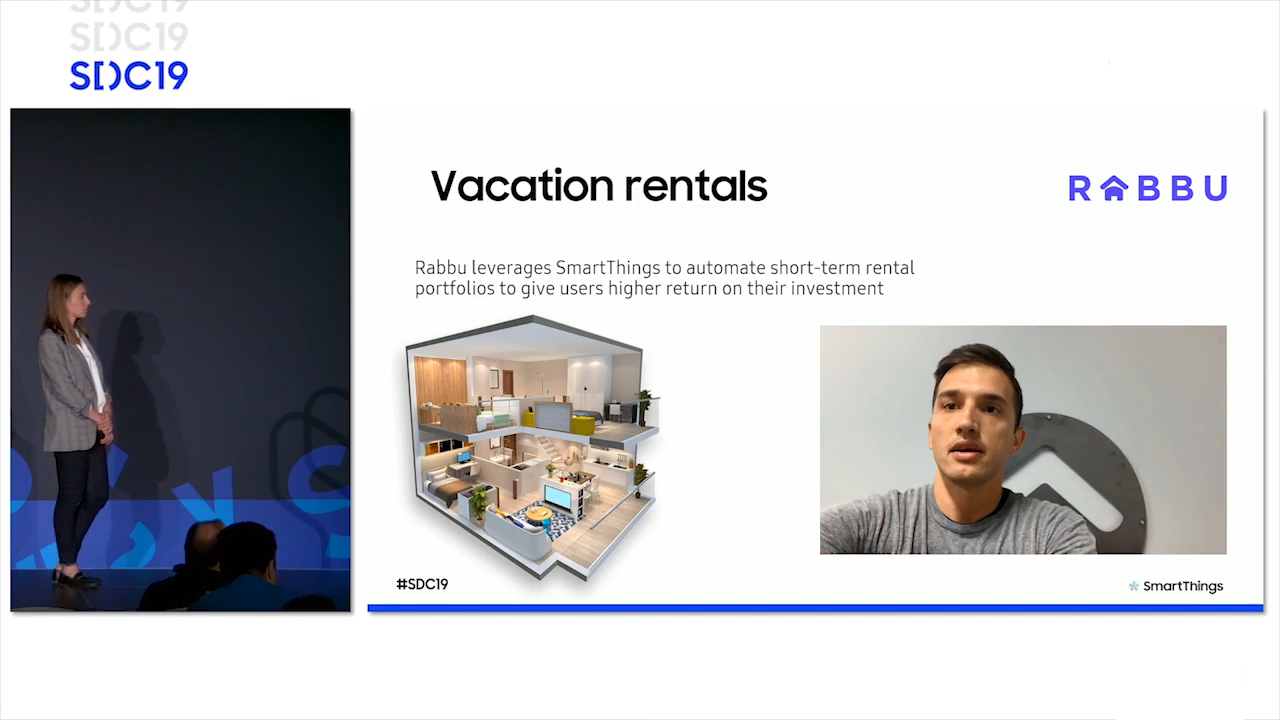 SDC19
SDC19
SDC19
Vacation rentals
RABBU
Rabbu leverages SmartThings to automate short-term rental
portfolios to give users higher return on their investment
#SDC19
SmartThings